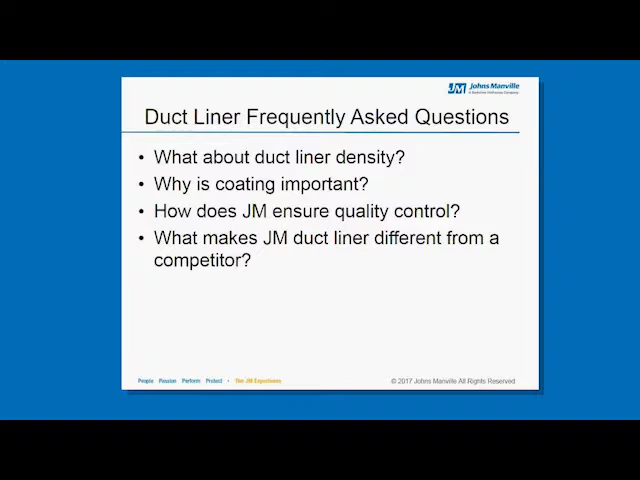 JM Johns Manville
A Berkshire Hathaway Company
Duct Liner Frequently Asked Questions
• What about duct liner density?
• Why is coating important?
• How does JM ensure quality control?
• What makes JM duct liner different from a
competitor?
People Passion Perform Protect • The JM Experience
© 2017 Johns Manville All Rights Reserved